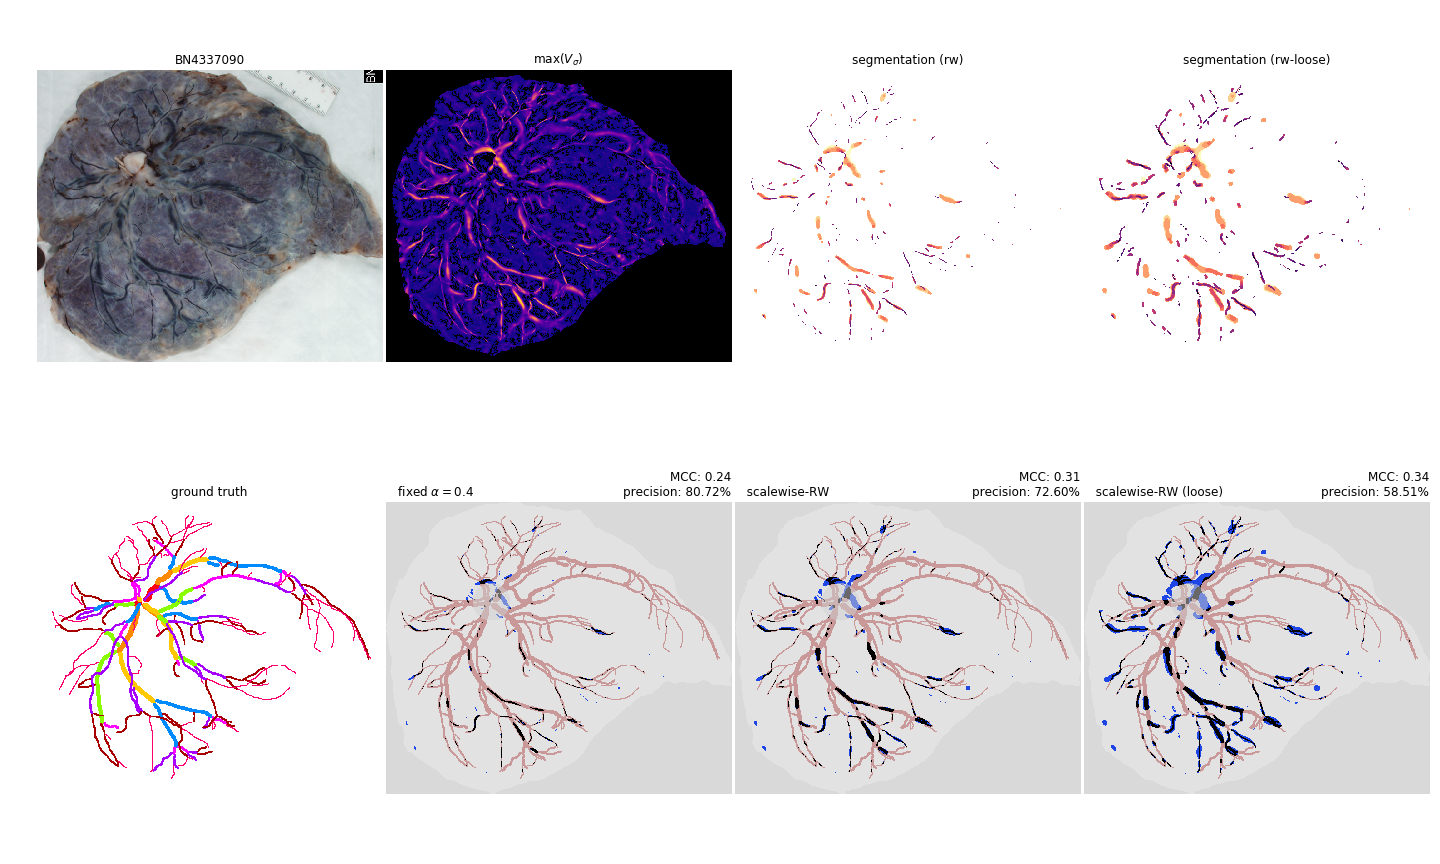 BN4337090
max(V_σ)
segmentation (rw)
segmentation (rw-loose)
BN
ground truth
fixed α = 0.4
MCC: 0.24
precision: 80.72%
scalewise-RW
MCC: 0.31
precision: 72.60%
scalewise-RW (loose)
MCC: 0.34
precision: 58.51%